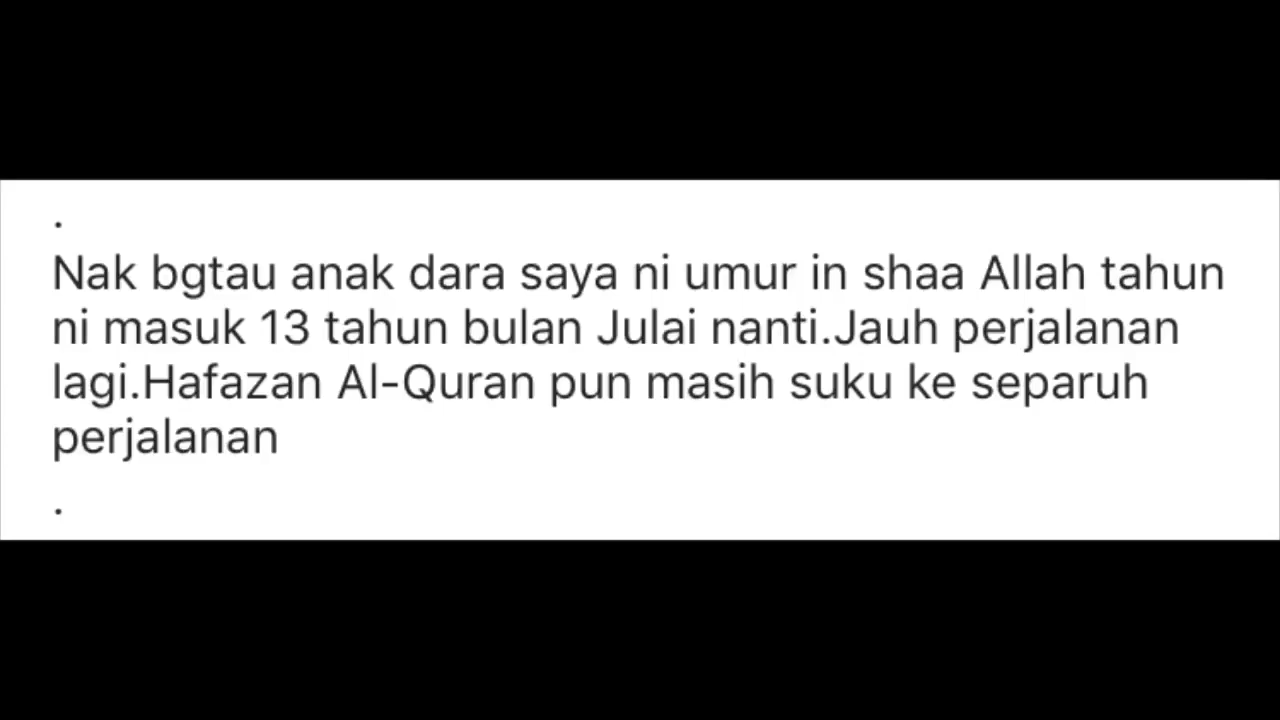 .
Nak bgtau anak dara saya ni umur in shaa Allah tahun
ni masuk 13 tahun bulan Julai nanti.Jauh perjalanan
lagi.Hafazan Al-Quran pun masih suku ke separuh
perjalanan
.